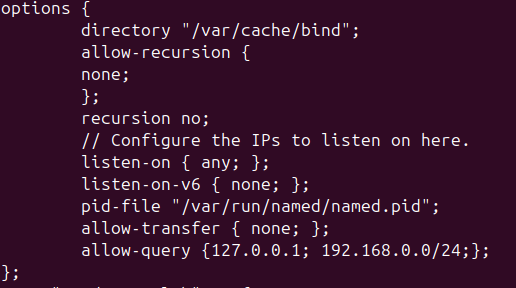 options {
        directory "/var/cache/bind";
        allow-recursion {
        none;
        };
        recursion no;
        // Configure the IPs to listen on here.
        listen-on { any; };
        listen-on-v6 { none; };
        pid-file "/var/run/named/named.pid";
        allow-transfer { none; };
        allow-query {127.0.0.1; 192.168.0.0/24;};
};